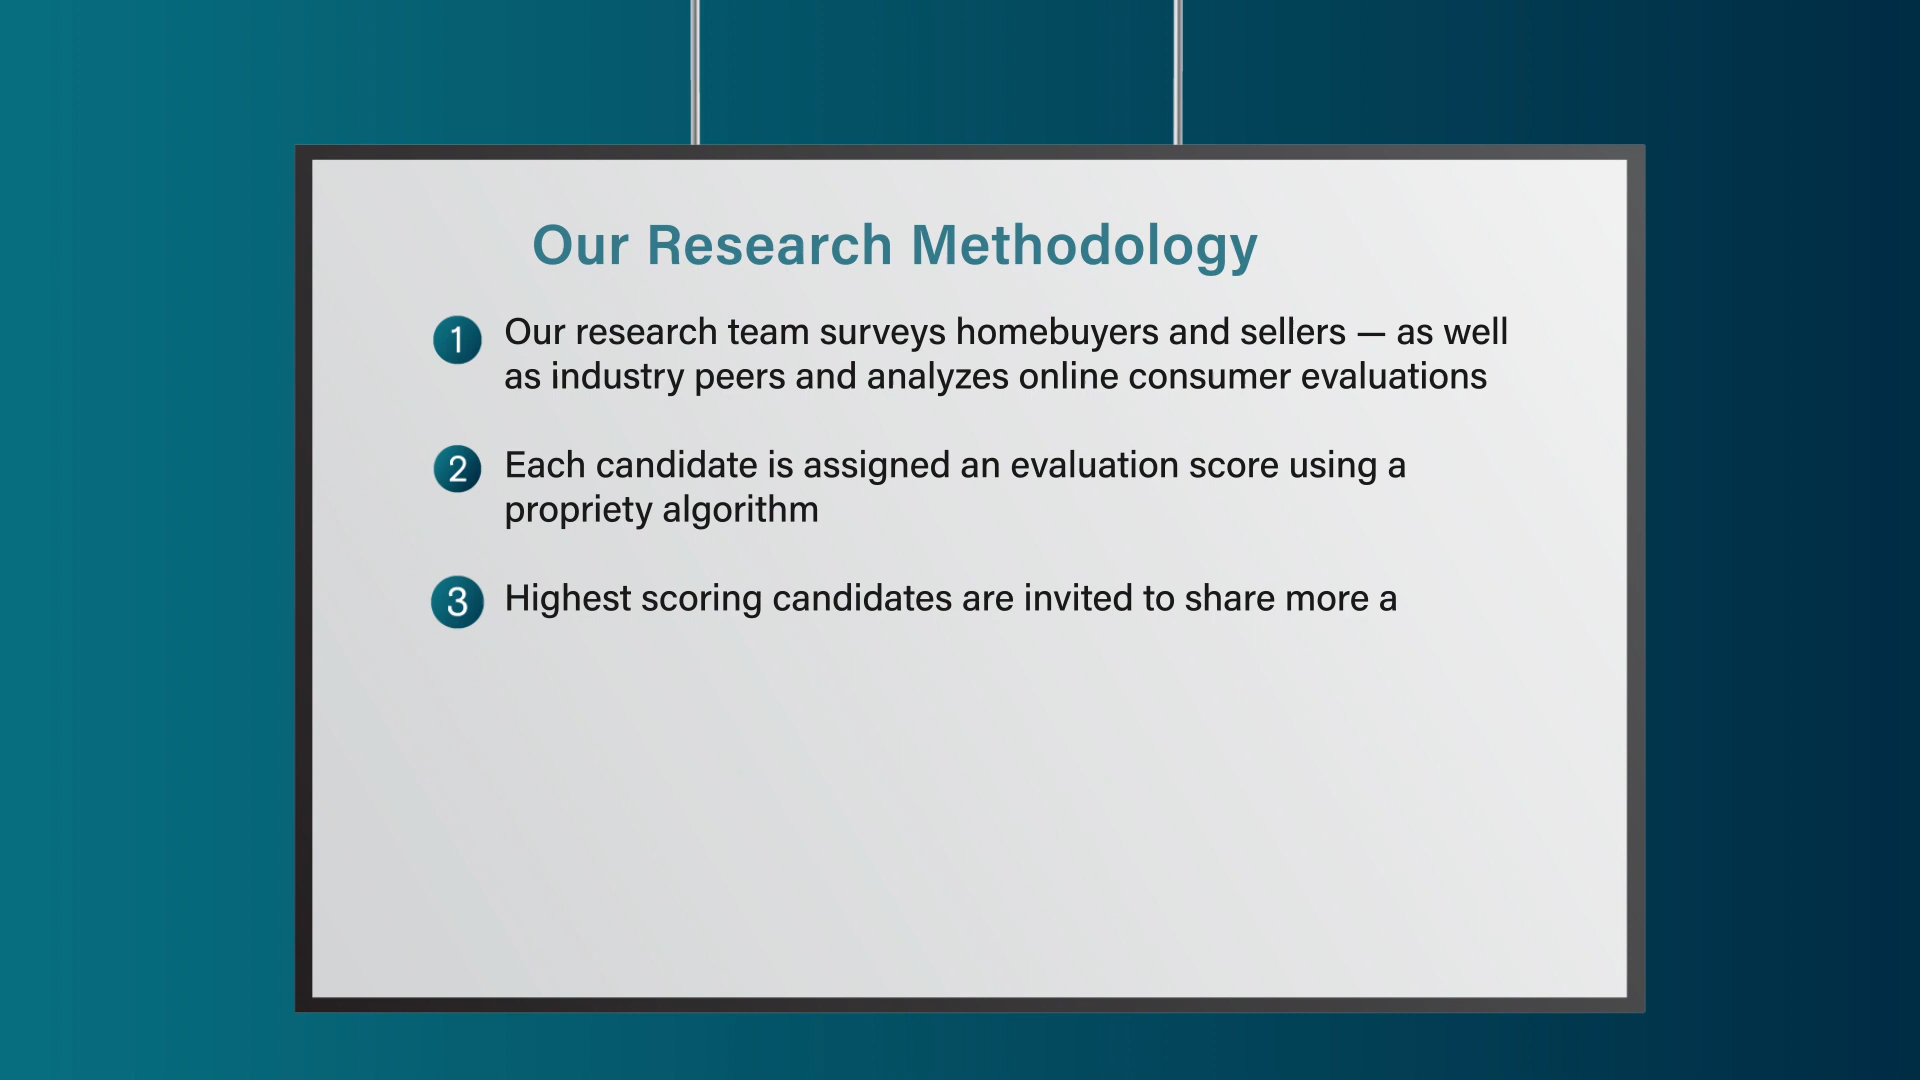 Our Research Methodology
1 Our research team surveys homebuyers and sellers — as well
as industry peers and analyzes online consumer evaluations
2 Each candidate is assigned an evaluation score using a
propriety algorithm
3 Highest scoring candidates are invited to share more a